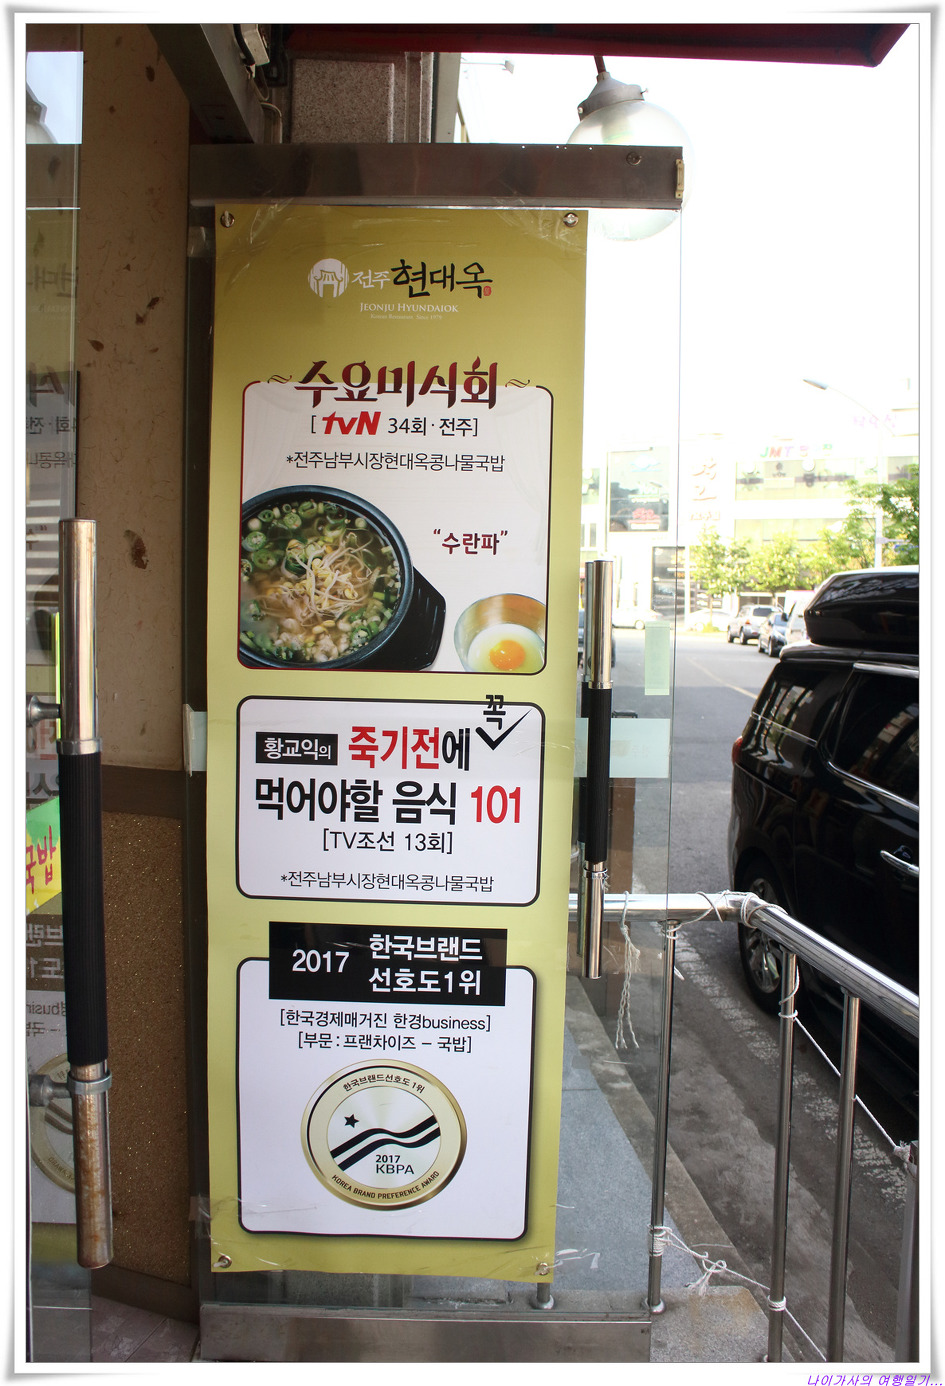 전주 현대옥
JEONJU HYUNDAIOK
Korean Restaurant Since 1979
~수요미식회~
[ tvN 34회·전주]
*전주남부시장현대옥콩나물국밥
“수란파”
꼭
황교익의 죽기전에
먹어야할 음식 101
[TV조선 13회]
*전주남부시장현대옥콩나물국밥
2017 한국브랜드
선호도1위
[한국경제매거진 한경business]
[부문 : 프랜차이즈 – 국밥]
한국브랜드선호도 1위
2017
KBPA
KOREA BRAND PREFERENCE AWARD
국밥
나이가사의 여행일기...